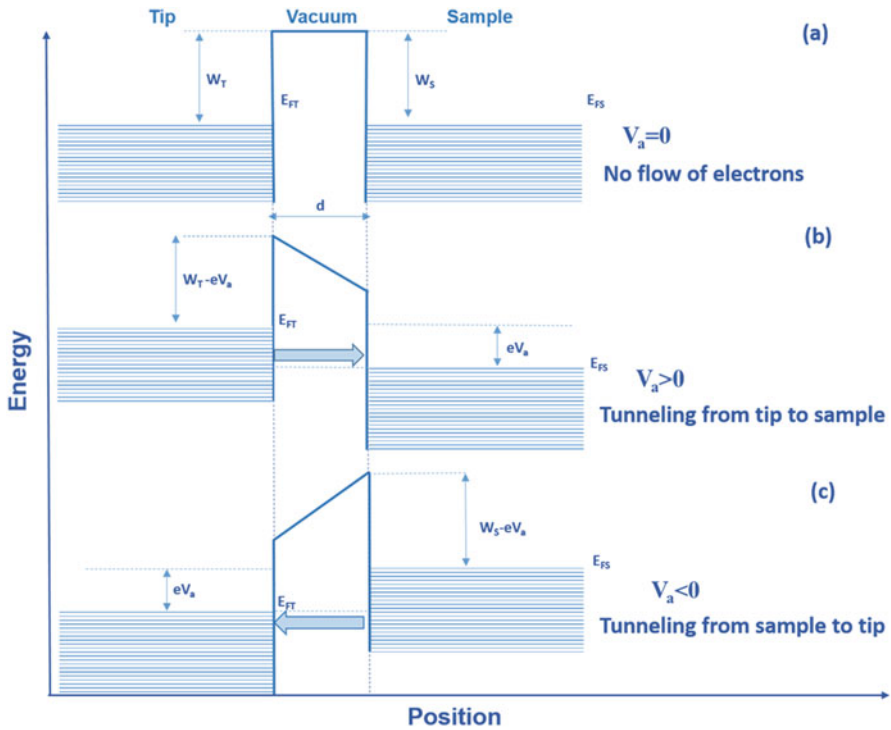 Tip Vacuum Sample
(a)
W_T W_S
E_FT E_FS
V_a=0
No flow of electrons
d
(b)
W_T-eV_a
E_FT
eV_a
E_FS
V_a>0
Tunneling from tip to sample
(c)
W_S-eV_a
E_FS
eV_a
E_FT
V_a<0
Tunneling from sample to tip
Energy
Position